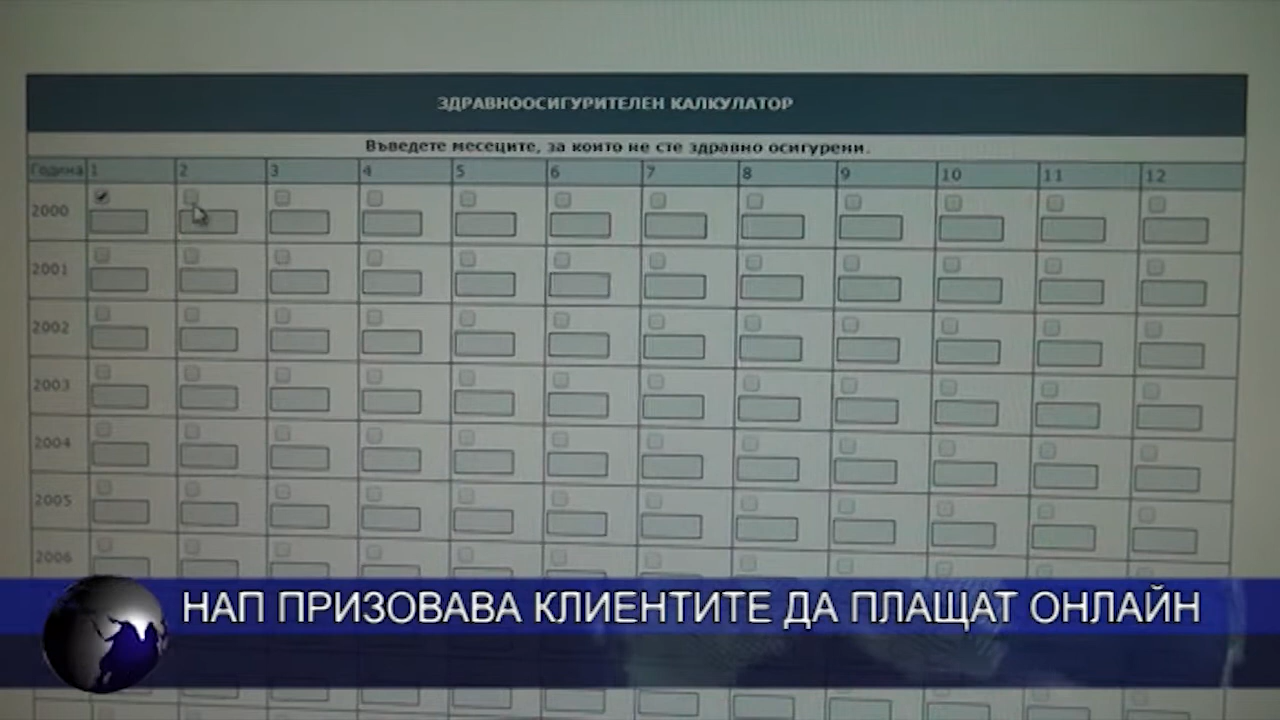 ЗДРАВНООСИГУРИТЕЛЕН КАЛКУЛАТОР
Въведете месеците, за които не сте здравно осигурени.
Година 1 2 3 4 5 6 7 8 9 10 11 12
2000
2001
2002
2003
2004
2005
2006
НАП ПРИЗОВАВА КЛИЕНТИТЕ ДА ПЛАЩАТ ОНЛАЙН